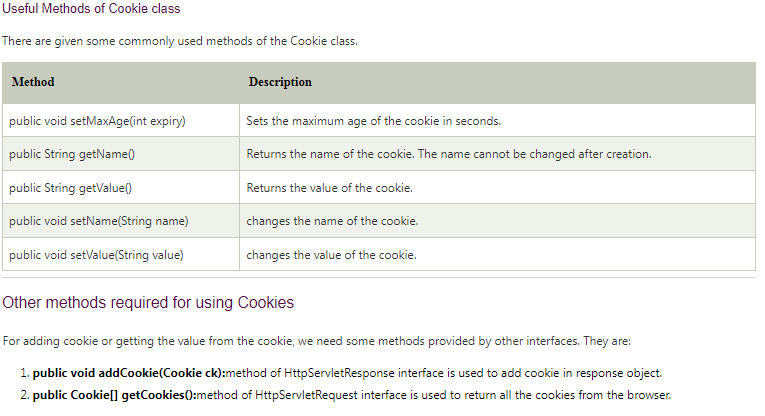 Useful Methods of Cookie class
There are given some commonly used methods of the Cookie class.
Method Description
public void setMaxAge(int expiry) Sets the maximum age of the cookie in seconds.
public String getName() Returns the name of the cookie. The name cannot be changed after creation.
public String getValue() Returns the value of the cookie.
public void setName(String name) changes the name of the cookie.
public void setValue(String value) changes the value of the cookie.
Other methods required for using Cookies
For adding cookie or getting the value from the cookie, we need some methods provided by other interfaces. They are:
1. public void addCookie(Cookie ck):method of HttpServletResponse interface is used to add cookie in response object.
2. public Cookie[] getCookies():method of HttpServletRequest interface is used to return all the cookies from the browser.